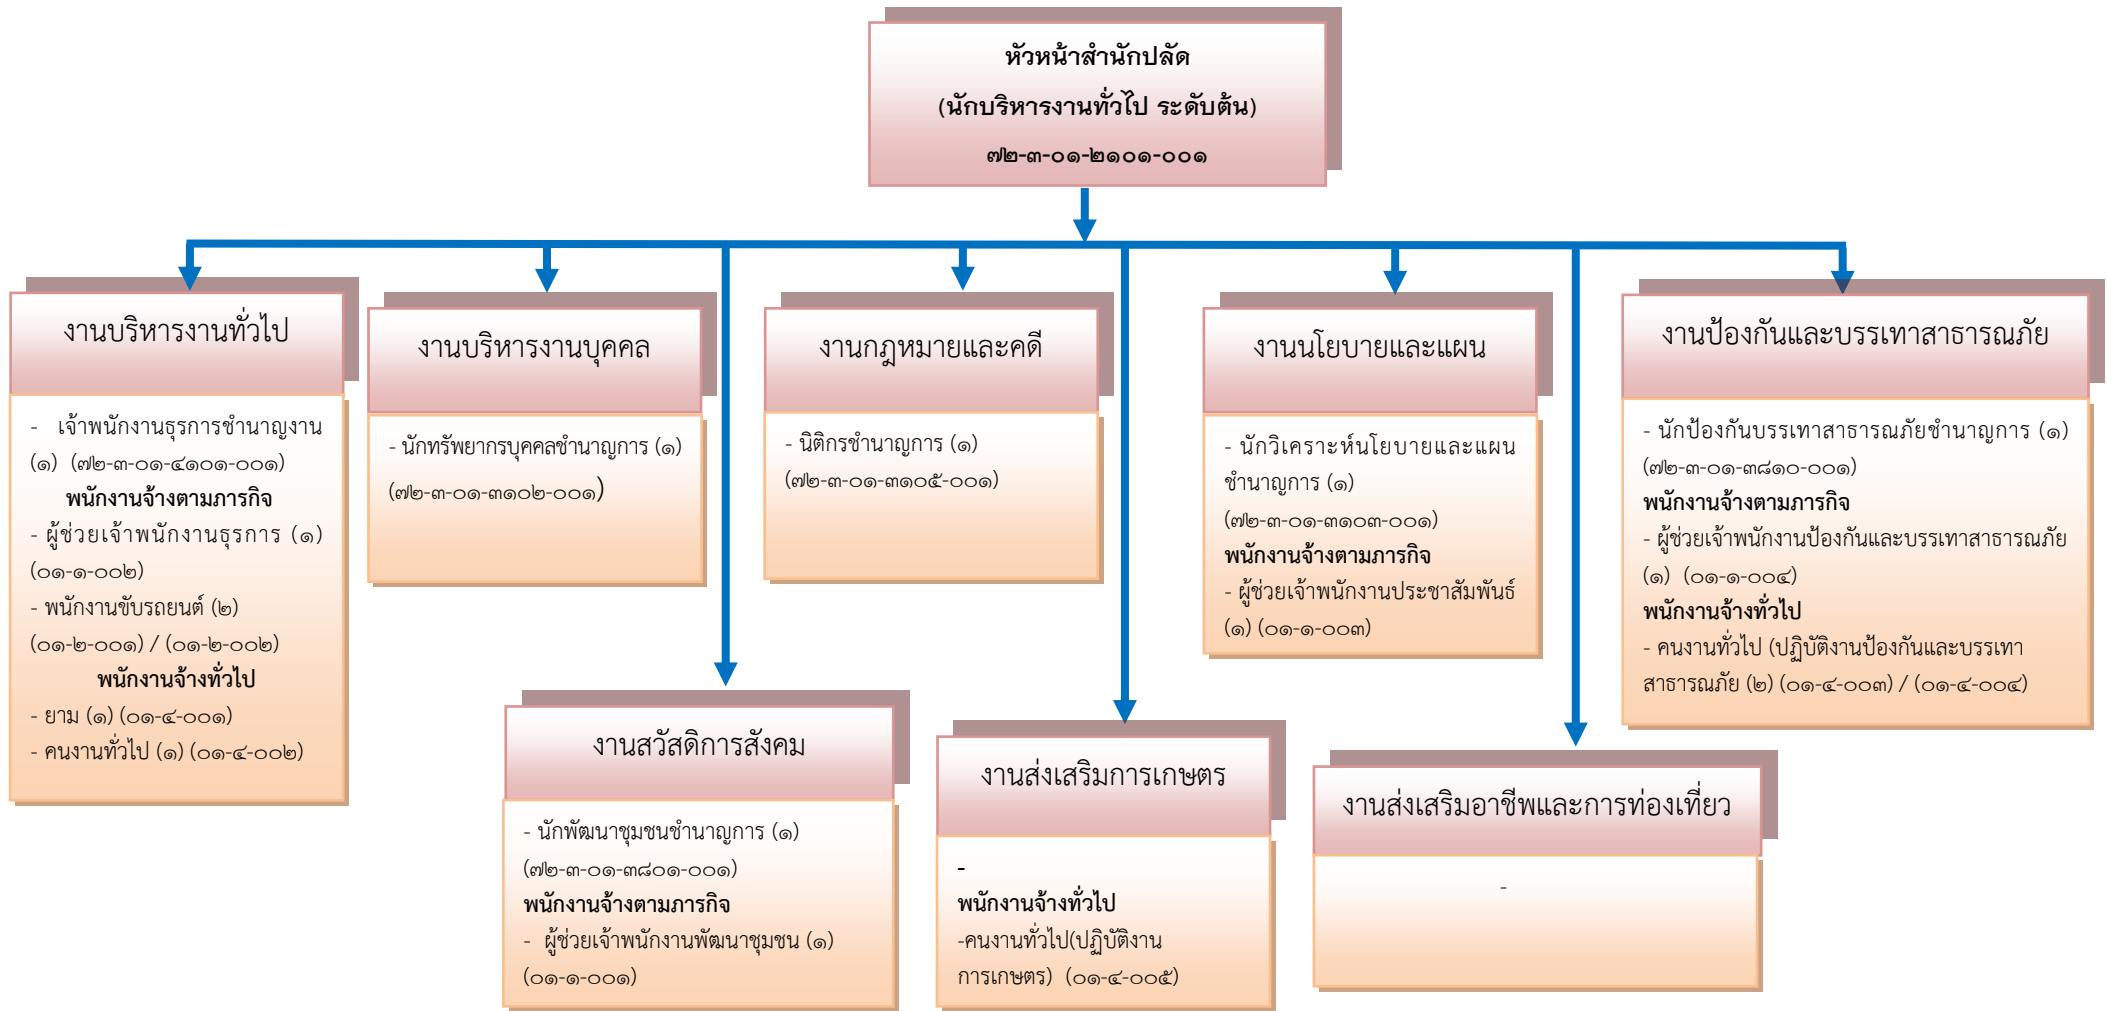 หัวหน้าสำนักปลัด
(นักบริหารงานทั่วไป ระดับต้น)
๗๒-๓-๐๑-๒๑๐๑-๐๐๑
งานบริหารงานทั่วไป
- เจ้าพนักงานธุรการชำนาญงาน
(๑) (๗๒-๓-๐๑-๔๑๐๑-๐๐๑)
พนักงานจ้างตามภารกิจ
- ผู้ช่วยเจ้าพนักงานธุรการ (๑)
(๐๑-๑-๐๐๒)
- พนักงานขับรถยนต์ (๒)
(๐๑-๒-๐๐๑) / (๐๑-๒-๐๐๒)
พนักงานจ้างทั่วไป
- ยาม (๑) (๐๑-๔-๐๐๑)
- คนงานทั่วไป (๑) (๐๑-๔-๐๐๒)
งานบริหารงานบุคคล
- นักทรัพยากรบุคคลชำนาญการ (๑)
(๗๒-๓-๐๑-๓๑๐๒-๐๐๑)
งานกฎหมายและคดี
- นิติกรชำนาญการ (๑)
(๗๒-๓-๐๑-๓๑๐๕-๐๐๑)
งานนโยบายและแผน
- นักวิเคราะห์นโยบายและแผน
ชำนาญการ (๑)
(๗๒-๓-๐๑-๓๑๐๓-๐๐๑)
พนักงานจ้างตามภารกิจ
- ผู้ช่วยเจ้าพนักงานประชาสัมพันธ์
(๑) (๐๑-๑-๐๐๓)
งานป้องกันและบรรเทาสาธารณภัย
- นักป้องกันบรรเทาสาธารณภัยชำนาญการ (๑)
(๗๒-๓-๐๑-๓๘๑๐-๐๐๑)
พนักงานจ้างตามภารกิจ
- ผู้ช่วยเจ้าพนักงานป้องกันและบรรเทาสาธารณภัย
(๑) (๐๑-๑-๐๐๔)
พนักงานจ้างทั่วไป
- คนงานทั่วไป (ปฏิบัติงานป้องกันและบรรเทา
สาธารณภัย (๒) (๐๑-๔-๐๐๓) / (๐๑-๔-๐๐๔)
งานสวัสดิการสังคม
- นักพัฒนาชุมชนชำนาญการ (๑)
(๗๒-๓-๐๑-๓๘๐๑-๐๐๑)
พนักงานจ้างตามภารกิจ
- ผู้ช่วยเจ้าพนักงานพัฒนาชุมชน (๑)
(๐๑-๑-๐๐๑)
งานส่งเสริมการเกษตร
-
พนักงานจ้างทั่วไป
-คนงานทั่วไป(ปฏิบัติงาน
การเกษตร) (๐๑-๔-๐๐๕)
งานส่งเสริมอาชีพและการท่องเที่ยว
-